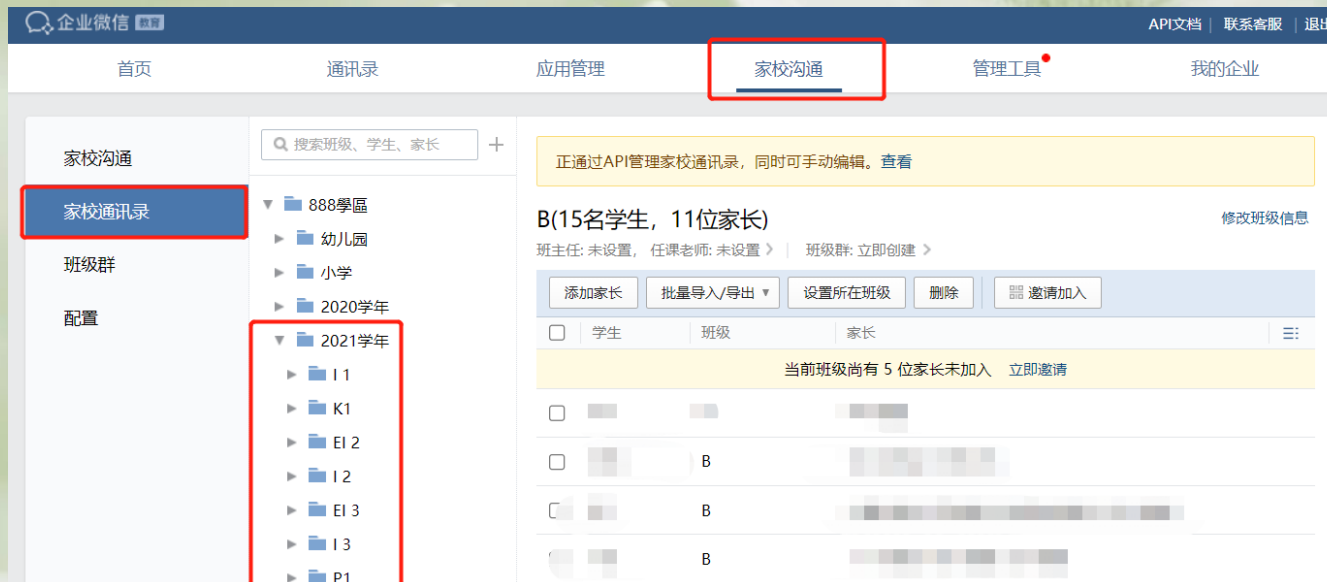 企业微信 教育
API文档 | 联系客服 | 退出
首页 通讯录 应用管理 家校沟通 管理工具 我的企业
家校沟通
家校通讯录
班级群
配置
搜索班级、学生、家长
888學區
幼儿园
小学
2020学年
2021学年
I 1
K1
EI 2
I 2
EI 3
I 3
P1
正通过API管理家校通讯录，同时可手动编辑。查看
B(15名学生，11位家长)
修改班级信息
班主任: 未设置, 任课老师: 未设置 | 班级群: 立即创建
添加家长 批量导入/导出 设置所在班级 删除 邀请加入
学生 班级 家长
当前班级尚有 5 位家长未加入 立即邀请
B
B
B